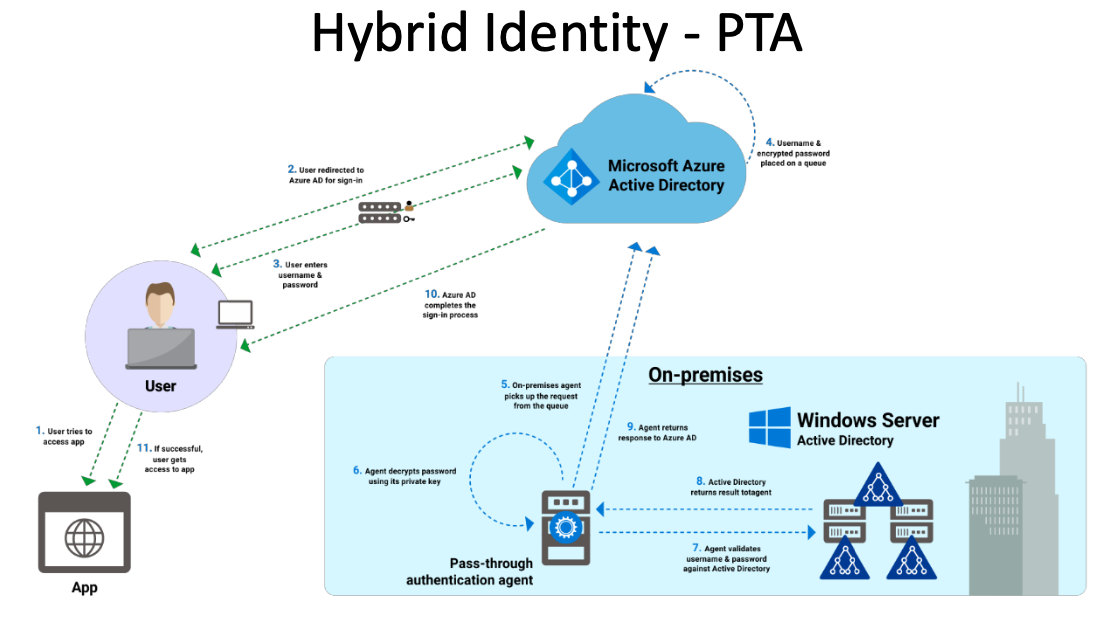 Hybrid Identity - PTA
4. Username &
encrypted password
placed on a queue
Microsoft Azure
Active Directory
2. User redirected to
Azure AD for sign-in
3. User enters
username &
password
10. Azure AD
completes the
sign-in process
User
On-premises
5. On-premises agent
picks up the request
from the queue
9. Agent returns
response to Azure AD
Windows Server
Active Directory
1. User tries to
access app
11. If successful,
user gets
access to app
6. Agent decrypts password
using its private key
8. Active Directory
returns result totagent
7. Agent validates
username & password
against Active Directory
Pass-through
authentication agent
App